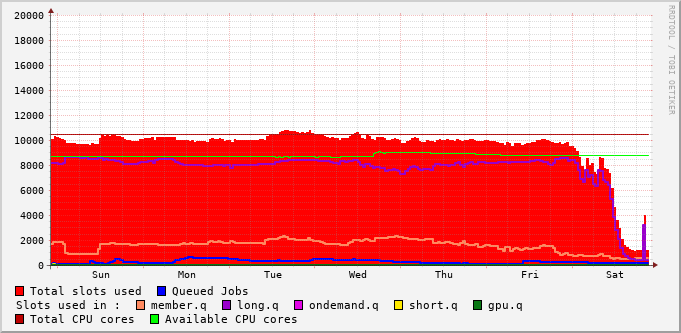 RRDTOOL / TOBI OETIKER
20000
18000
16000
14000
12000
10000
8000
6000
4000
2000
0
Sun Mon Tue Wed Thu Fri Sat
Total slots used Queued Jobs
Slots used in : member.q long.q ondemand.q short.q gpu.q
Total CPU cores Available CPU cores